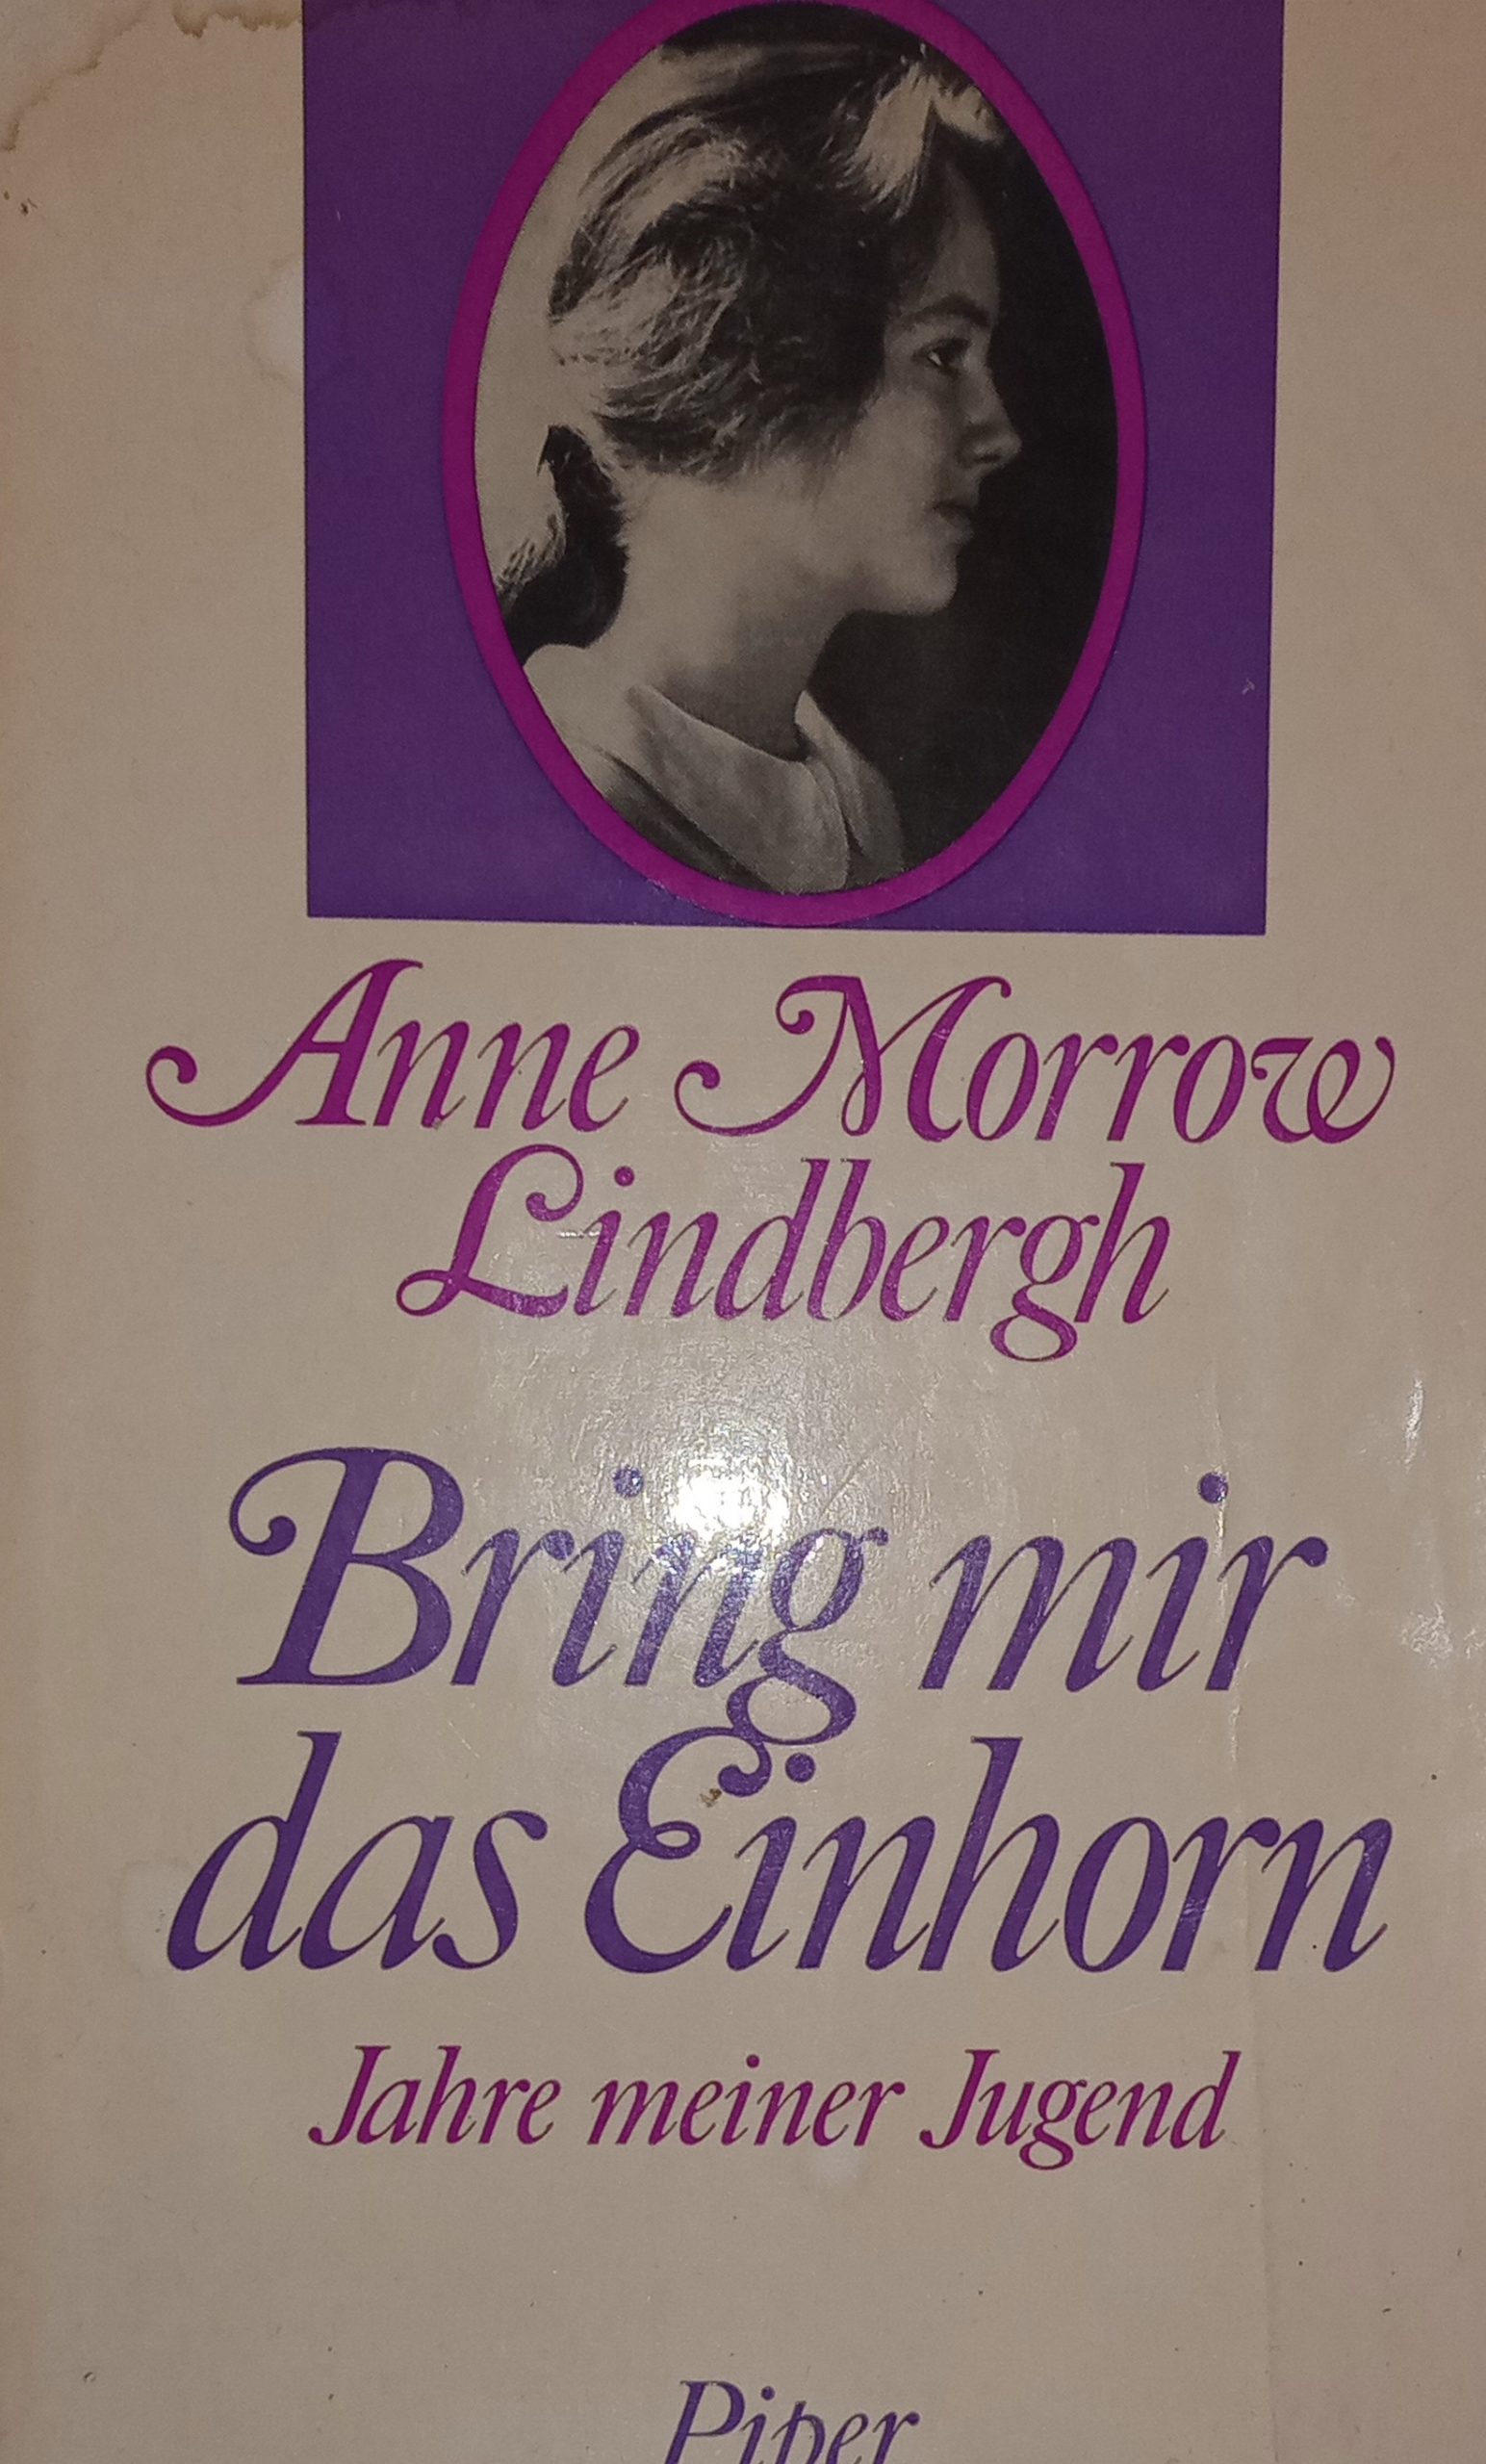 Anne Morrow
Lindbergh
Bring mir
das Einhorn
Jahre meiner Jugend
Piper